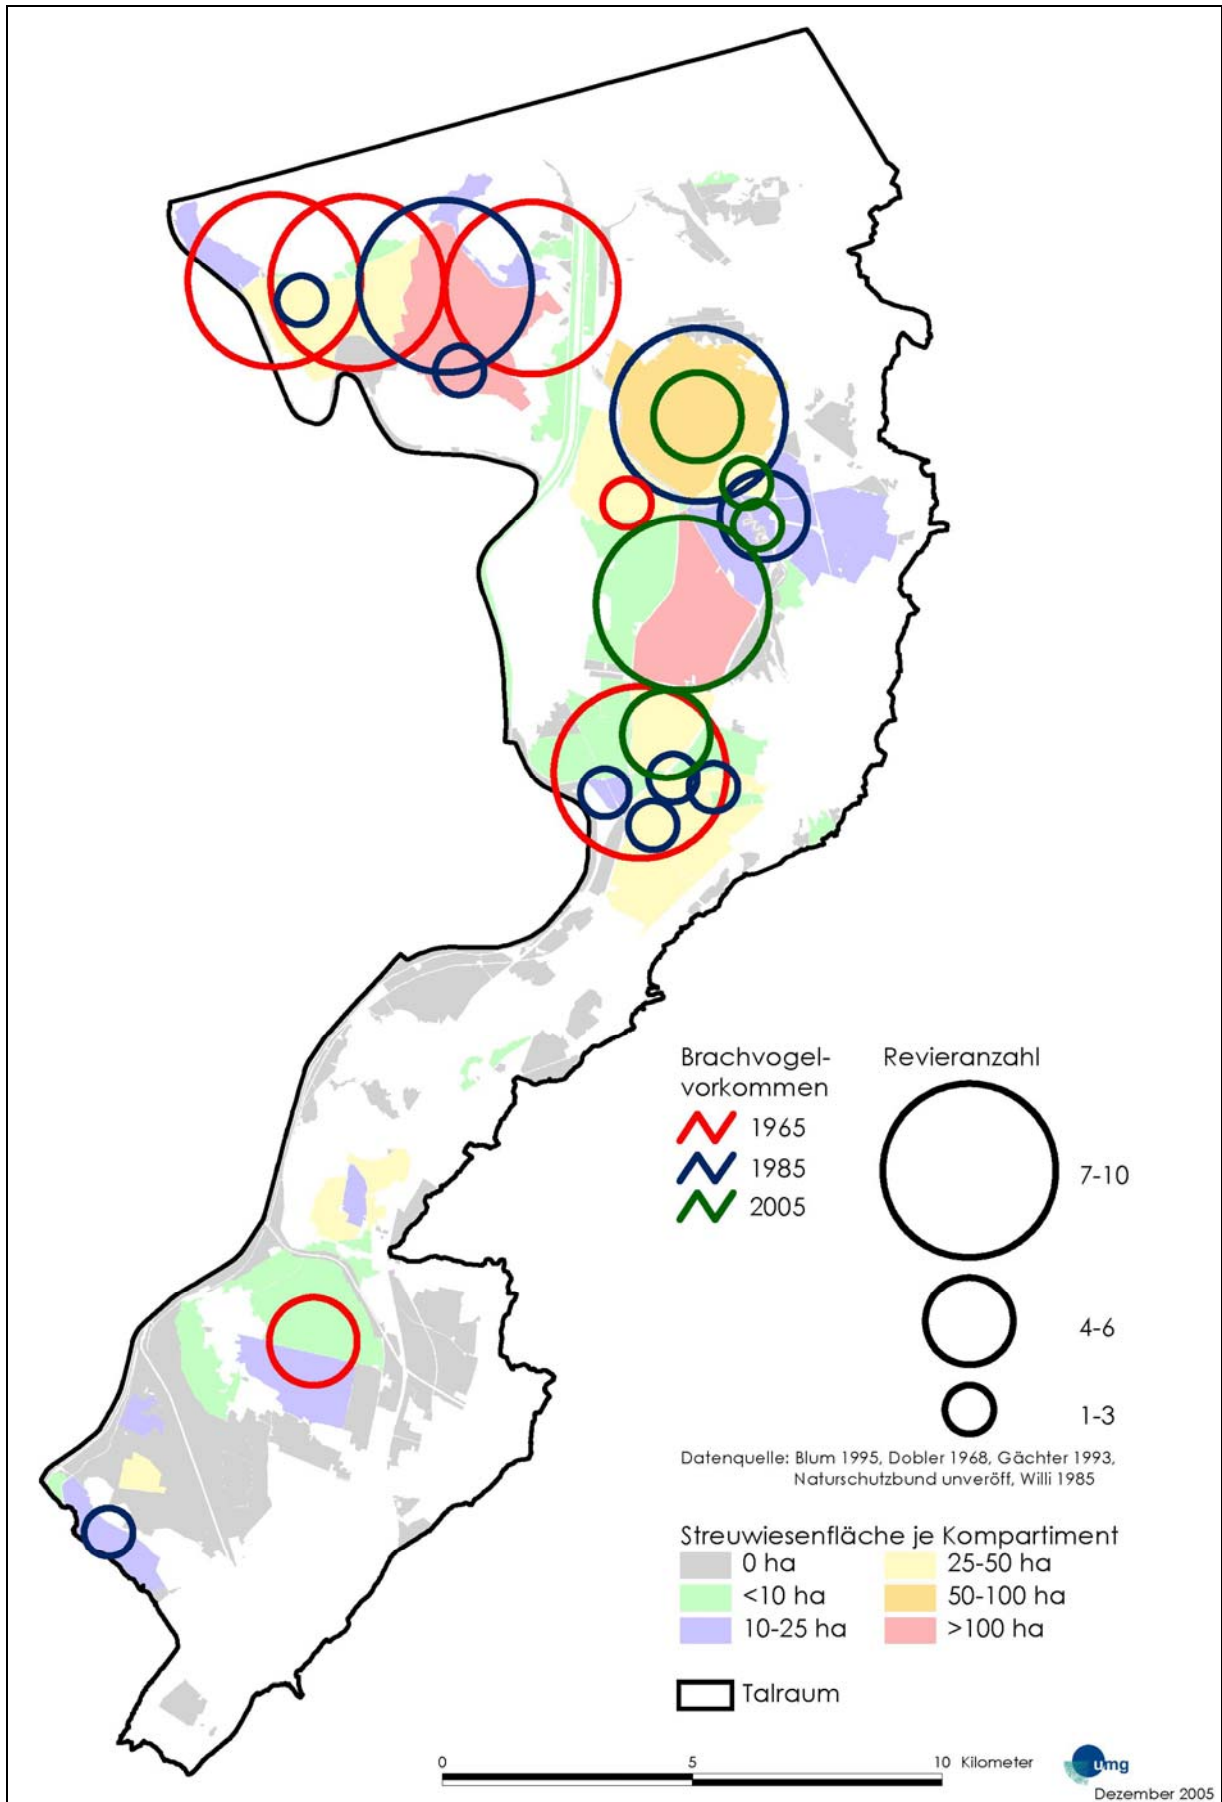 Brachvogel-
vorkommen
1965
1985
2005
Revieranzahl
7-10
4-6
1-3
Datenquelle: Blum 1995, Dobler 1968, Gächter 1993,
Naturschutzbund unveröff, Willi 1985
Streuwiesenfläche je Kompartiment
0 ha
<10 ha
10-25 ha
25-50 ha
50-100 ha
>100 ha
Talraum
0 5 10 Kilometer
umg
Dezember 2005